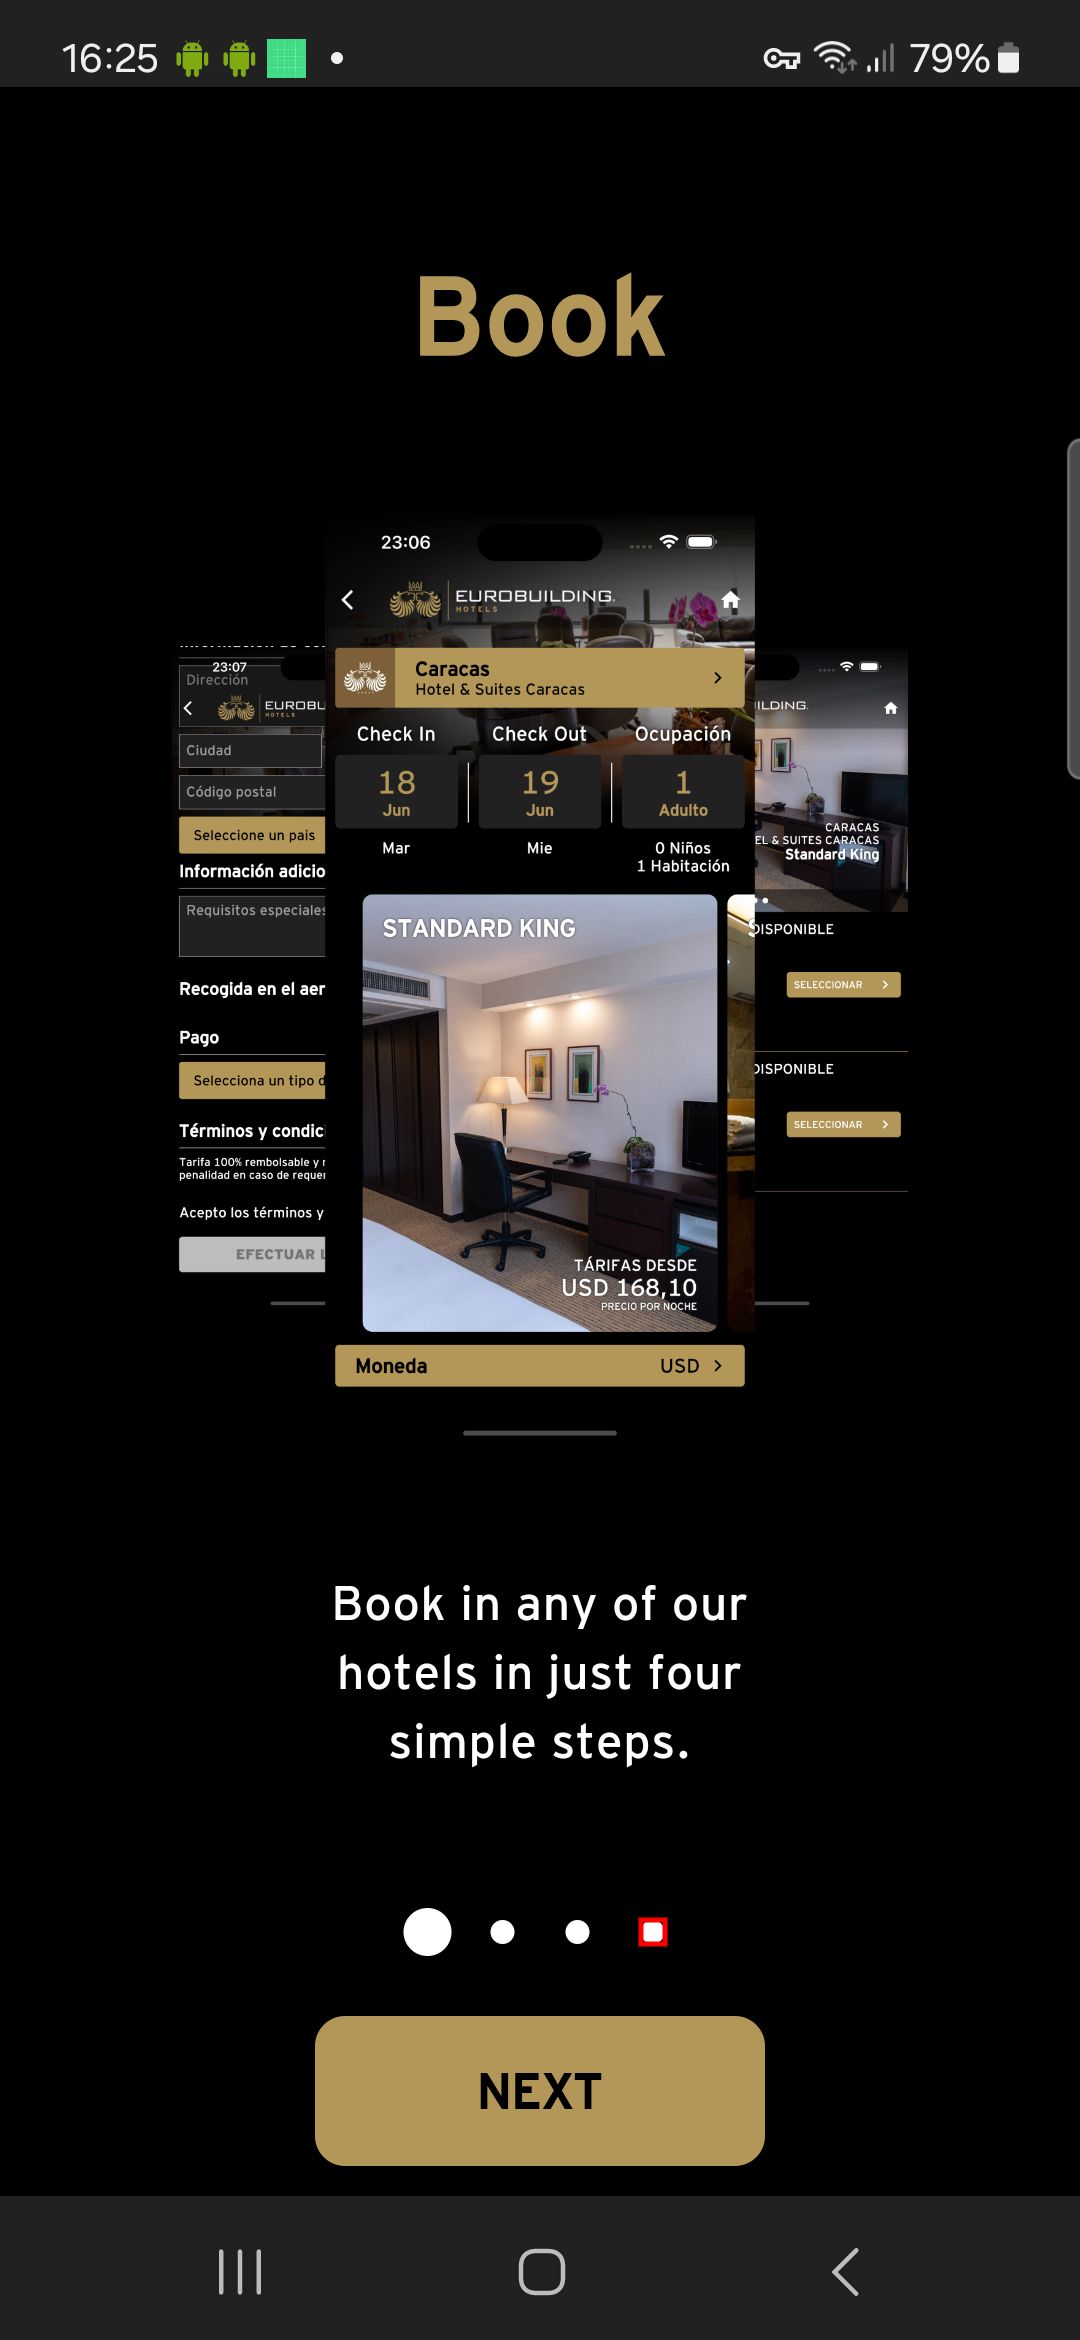 16:25
79%
Book
23:06
EUROBUILDING
HOTELS
Caracas
Hotel & Suites Caracas
Check In
Check Out
Ocupación
18
Jun
19
Jun
1
Adulto
Mar
Mie
0 Niños
1 Habitación
STANDARD KING
TÁRIFAS DESDE
USD 168,10
PRECIO POR NOCHE
Moneda
USD
23:07
Dirección
EUROBU
HOTELS
Ciudad
Código postal
Seleccione un pais
Información adicio
Requisitos especiales
Recogida en el aer
Pago
Selecciona un tipo d
Términos y condic
Tarifa 100% rembolsable y
penalidad en caso de reque
Acepto los términos y
EFECTUAR
ILDING
CARACAS
EL & SUITES CARACAS
Standard King
DISPONIBLE
SELECCIONAR
DISPONIBLE
SELECCIONAR
Book in any of our
hotels in just four
simple steps.
NEXT